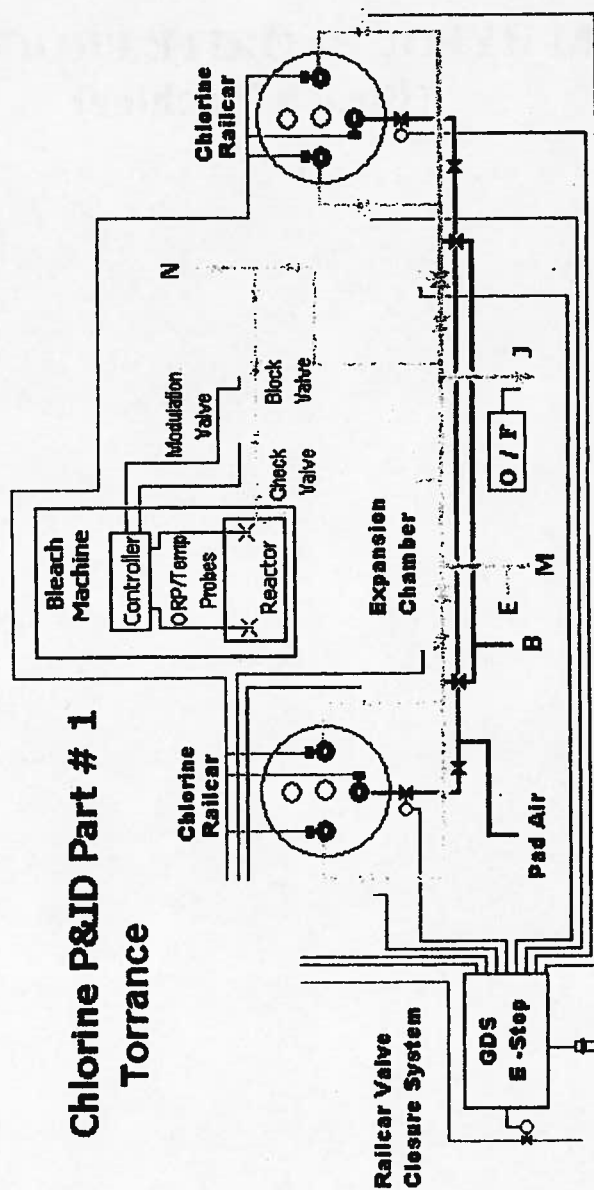 Chlorine P&ID Part # 1
Torrance
Bleach
Machine
Controller
ORP/Temp
Probes
Reactor
Modulation
Valve
Block
Valve
Check
Valve
N
Chlorine
Railcar
Chlorine
Railcar
Expansion
Chamber
E
M
B
J
O / F
Pad Air
Railcar Valve
Closure System
GDS
E-Stop